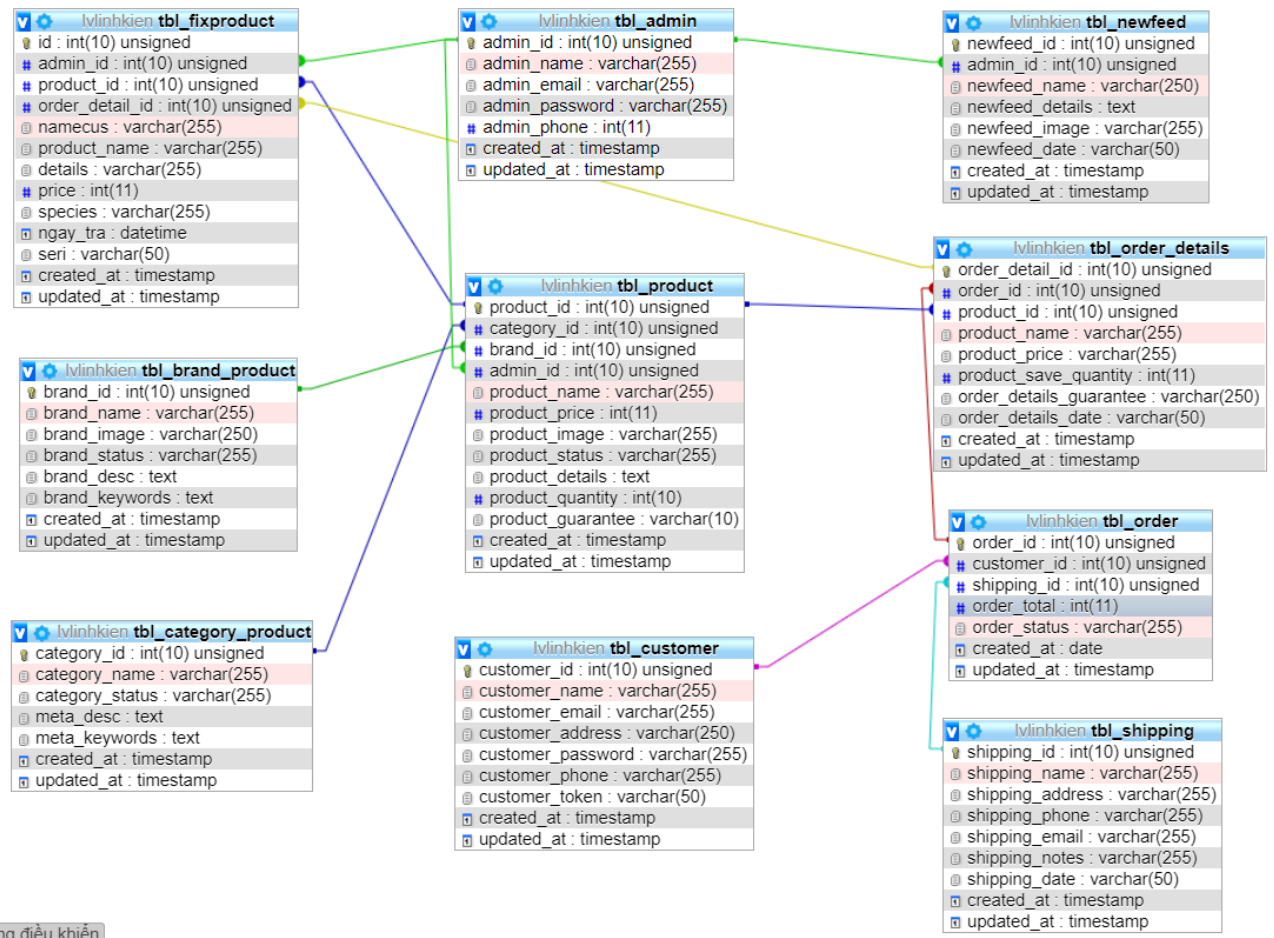 lvlinhkien tbl_fixproduct
id : int(10) unsigned
admin_id : int(10) unsigned
product_id : int(10) unsigned
order_detail_id : int(10) unsigned
namecus : varchar(255)
product_name : varchar(255)
details : varchar(255)
price : int(11)
species : varchar(255)
ngay_tra : datetime
seri : varchar(50)
created_at : timestamp
updated_at : timestamp
lvlinhkien tbl_admin
admin_id : int(10) unsigned
admin_name : varchar(255)
admin_email : varchar(255)
admin_password : varchar(255)
admin_phone : int(11)
created_at : timestamp
updated_at : timestamp
lvlinhkien tbl_newfeed
newfeed_id : int(10) unsigned
admin_id : int(10) unsigned
newfeed_name : varchar(250)
newfeed_details : text
newfeed_image : varchar(255)
newfeed_date : varchar(50)
created_at : timestamp
updated_at : timestamp
lvlinhkien tbl_order_details
order_detail_id : int(10) unsigned
order_id : int(10) unsigned
product_id : int(10) unsigned
product_name : varchar(255)
product_price : varchar(255)
product_save_quantity : int(11)
order_details_guarantee : varchar(250)
order_details_date : varchar(50)
created_at : timestamp
updated_at : timestamp
lvlinhkien tbl_product
product_id : int(10) unsigned
category_id : int(10) unsigned
brand_id : int(10) unsigned
admin_id : int(10) unsigned
product_name : varchar(255)
product_price : int(11)
product_image : varchar(255)
product_status : varchar(255)
product_details : text
product_quantity : int(10)
product_guarantee : varchar(10)
created_at : timestamp
updated_at : timestamp
lvlinhkien tbl_brand_product
brand_id : int(10) unsigned
brand_name : varchar(255)
brand_image : varchar(250)
brand_status : varchar(255)
brand_desc : text
brand_keywords : text
created_at : timestamp
updated_at : timestamp
lvlinhkien tbl_order
order_id : int(10) unsigned
customer_id : int(10) unsigned
shipping_id : int(10) unsigned
order_total : int(11)
order_status : varchar(255)
created_at : date
updated_at : timestamp
lvlinhkien tbl_category_product
category_id : int(10) unsigned
category_name : varchar(255)
category_status : varchar(255)
meta_desc : text
meta_keywords : text
created_at : timestamp
updated_at : timestamp
lvlinhkien tbl_customer
customer_id : int(10) unsigned
customer_name : varchar(255)
customer_email : varchar(255)
customer_address : varchar(250)
customer_password : varchar(255)
customer_phone : varchar(255)
customer_token : varchar(50)
created_at : timestamp
updated_at : timestamp
lvlinhkien tbl_shipping
shipping_id : int(10) unsigned
shipping_name : varchar(255)
shipping_address : varchar(255)
shipping_phone : varchar(255)
shipping_email : varchar(255)
shipping_notes : varchar(255)
shipping_date : varchar(50)
created_at : timestamp
updated_at : timestamp
điều khiển